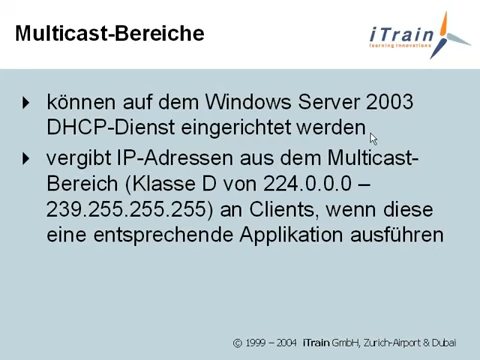 Multicast-Bereiche
iTrain
learning innovations
können auf dem Windows Server 2003
DHCP-Dienst eingerichtet werden
vergibt IP-Adressen aus dem Multicast-
Bereich (Klasse D von 224.0.0.0 –
239.255.255.255) an Clients, wenn diese
eine entsprechende Applikation ausführen
© 1999 – 2004 iTrain GmbH, Zurich-Airport & Dubai